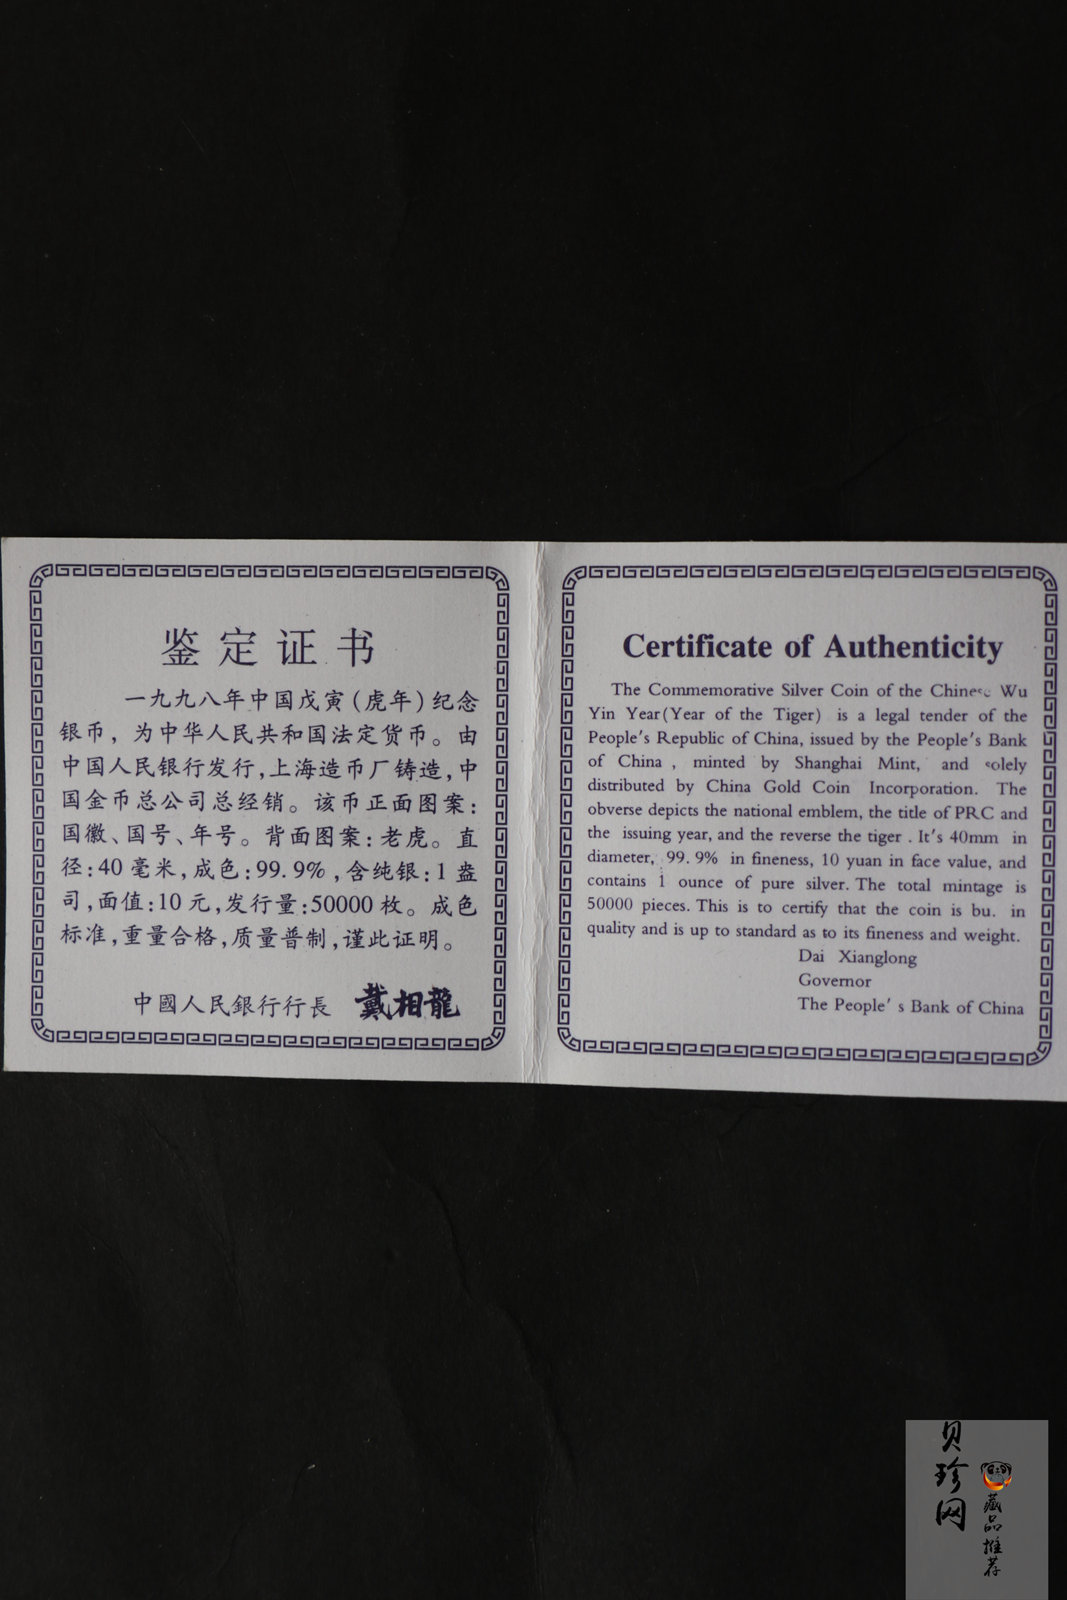 鉴定证书
一九九八年中国戊寅(虎年)纪念
银币，为中华人民共和国法定货币。由
中国人民银行发行,上海造币厂铸造,中
国金币总公司总经销。该币正面图案:
国徽、国号、年号。背面图案:老虎。直
径:40毫米,成色:99.9%,含纯银:1盎
司,面值:10元,发行量:50000枚。成色
标准,重量合格,质量普制,谨此证明。
中國人民銀行行長 戴相龍
Certificate of Authenticity
The Commemorative Silver Coin of the Chinese Wu
Yin Year(Year of the Tiger) is a legal tender of the
People's Republic of China, issued by the People's Bank
of China , minted by Shanghai Mint, and solely
distributed by China Gold Coin Incorporation. The
obverse depicts the national emblem, the title of PRC and
the issuing year, and the reverse the tiger . It's 40mm in
diameter, 99.9% in fineness, 10 yuan in face value, and
contains 1 ounce of pure silver. The total mintage is
50000 pieces. This is to certify that the coin is bu. in
quality and is up to standard as to its fineness and weight.
Dai Xianglong
Governor
The People' s Bank of China
贝珍网
藏品推荐